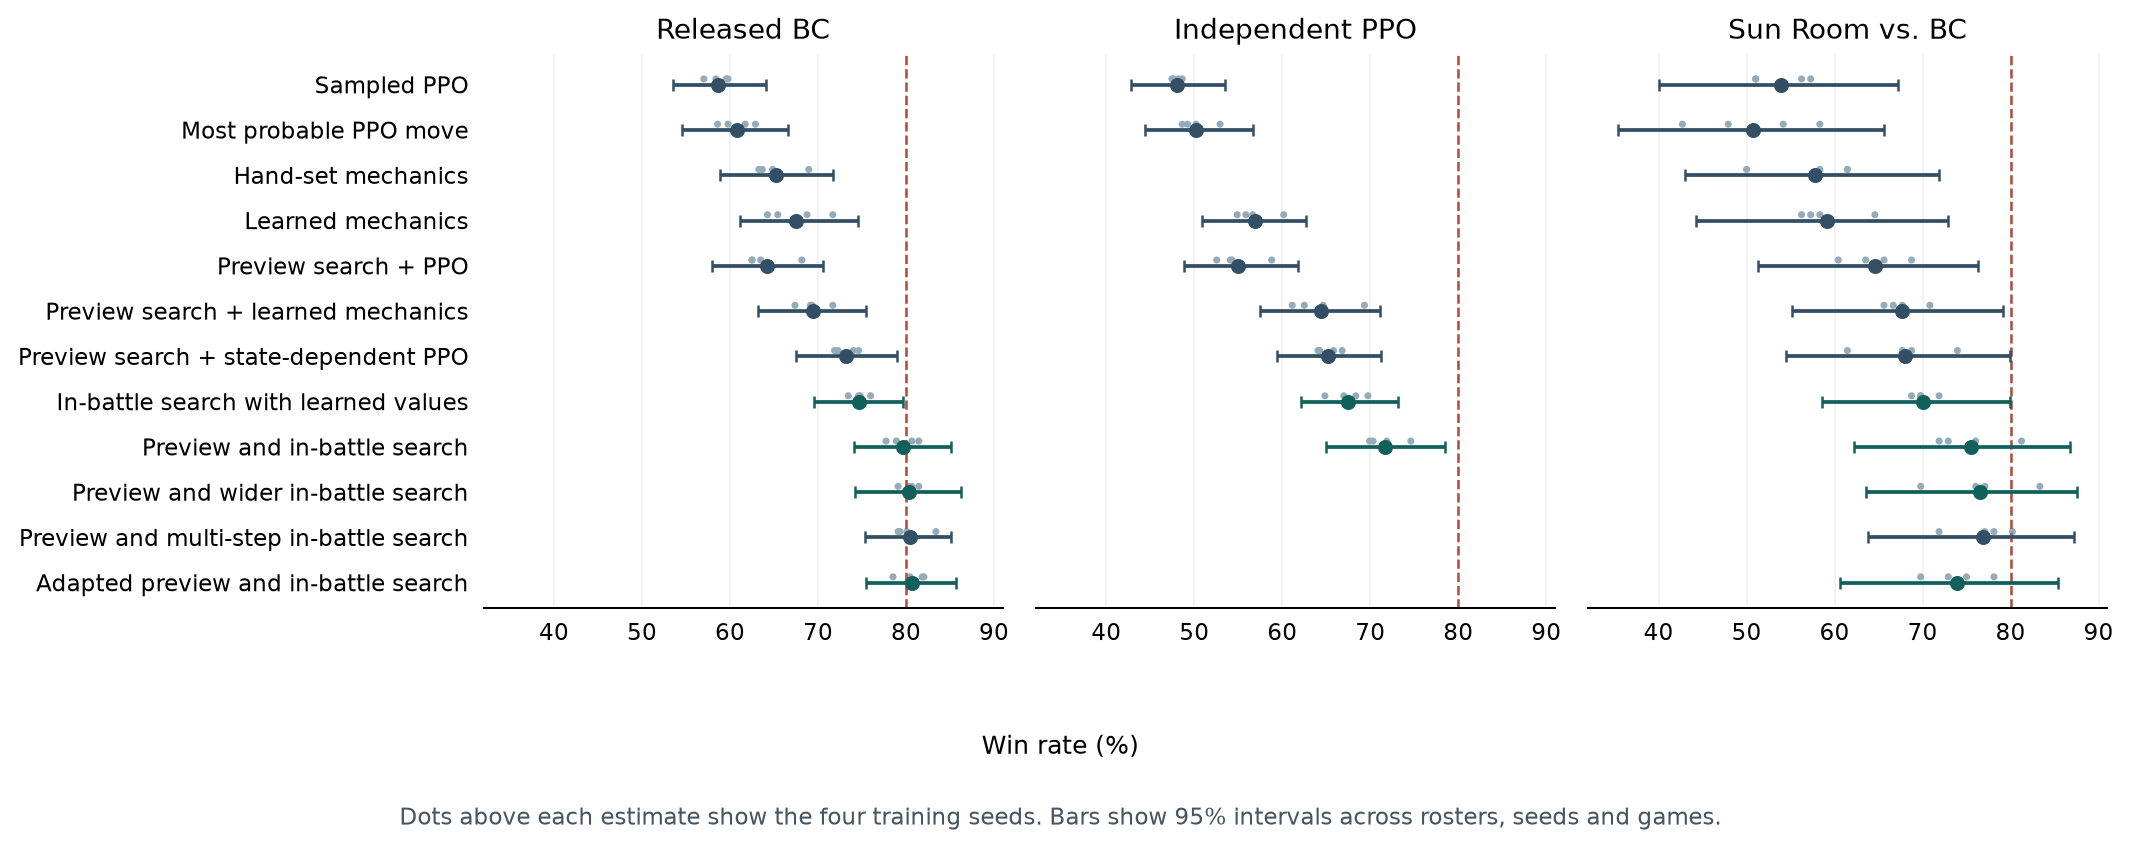 Released BC
Independent PPO
Sun Room vs. BC
Sampled PPO
Most probable PPO move
Hand-set mechanics
Learned mechanics
Preview search + PPO
Preview search + learned mechanics
Preview search + state-dependent PPO
In-battle search with learned values
Preview and in-battle search
Preview and wider in-battle search
Preview and multi-step in-battle search
Adapted preview and in-battle search
40 50 60 70 80 90
40 50 60 70 80 90
40 50 60 70 80 90
Win rate (%)
Dots above each estimate show the four training seeds. Bars show 95% intervals across rosters, seeds and games.